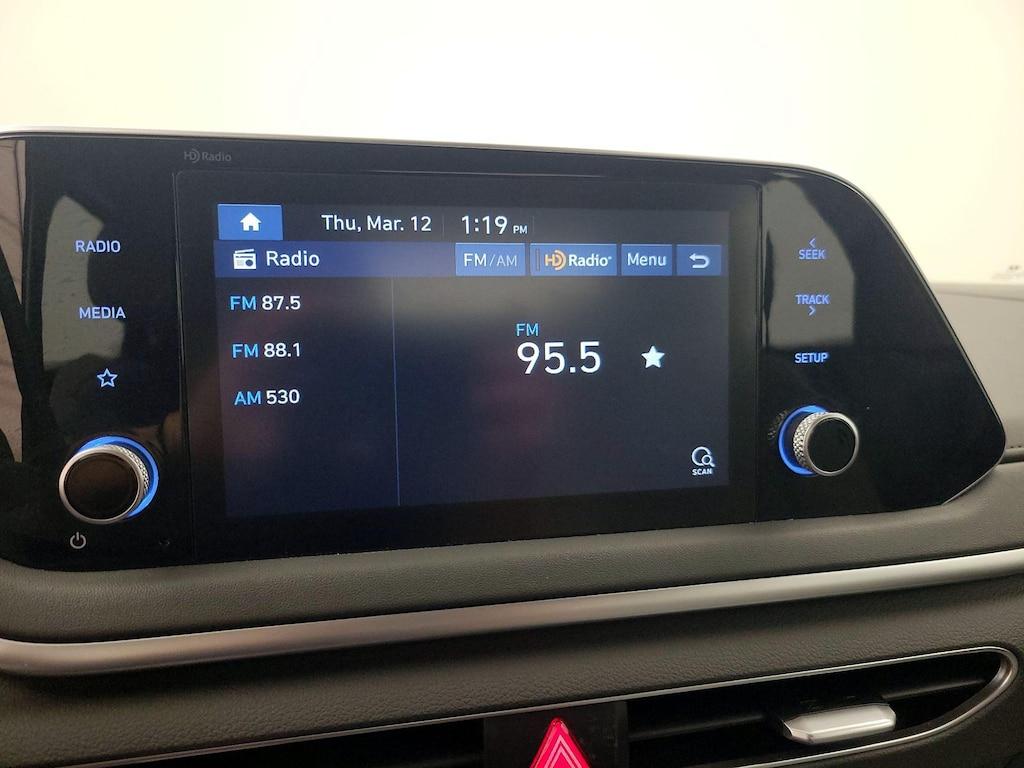 HD Radio
RADIO
MEDIA
Thu, Mar. 12 1:19 PM
Radio FM/AM HD Radio Menu
FM 87.5
FM 88.1
AM 530
FM
95.5
SCAN
SEEK
TRACK
SETUP